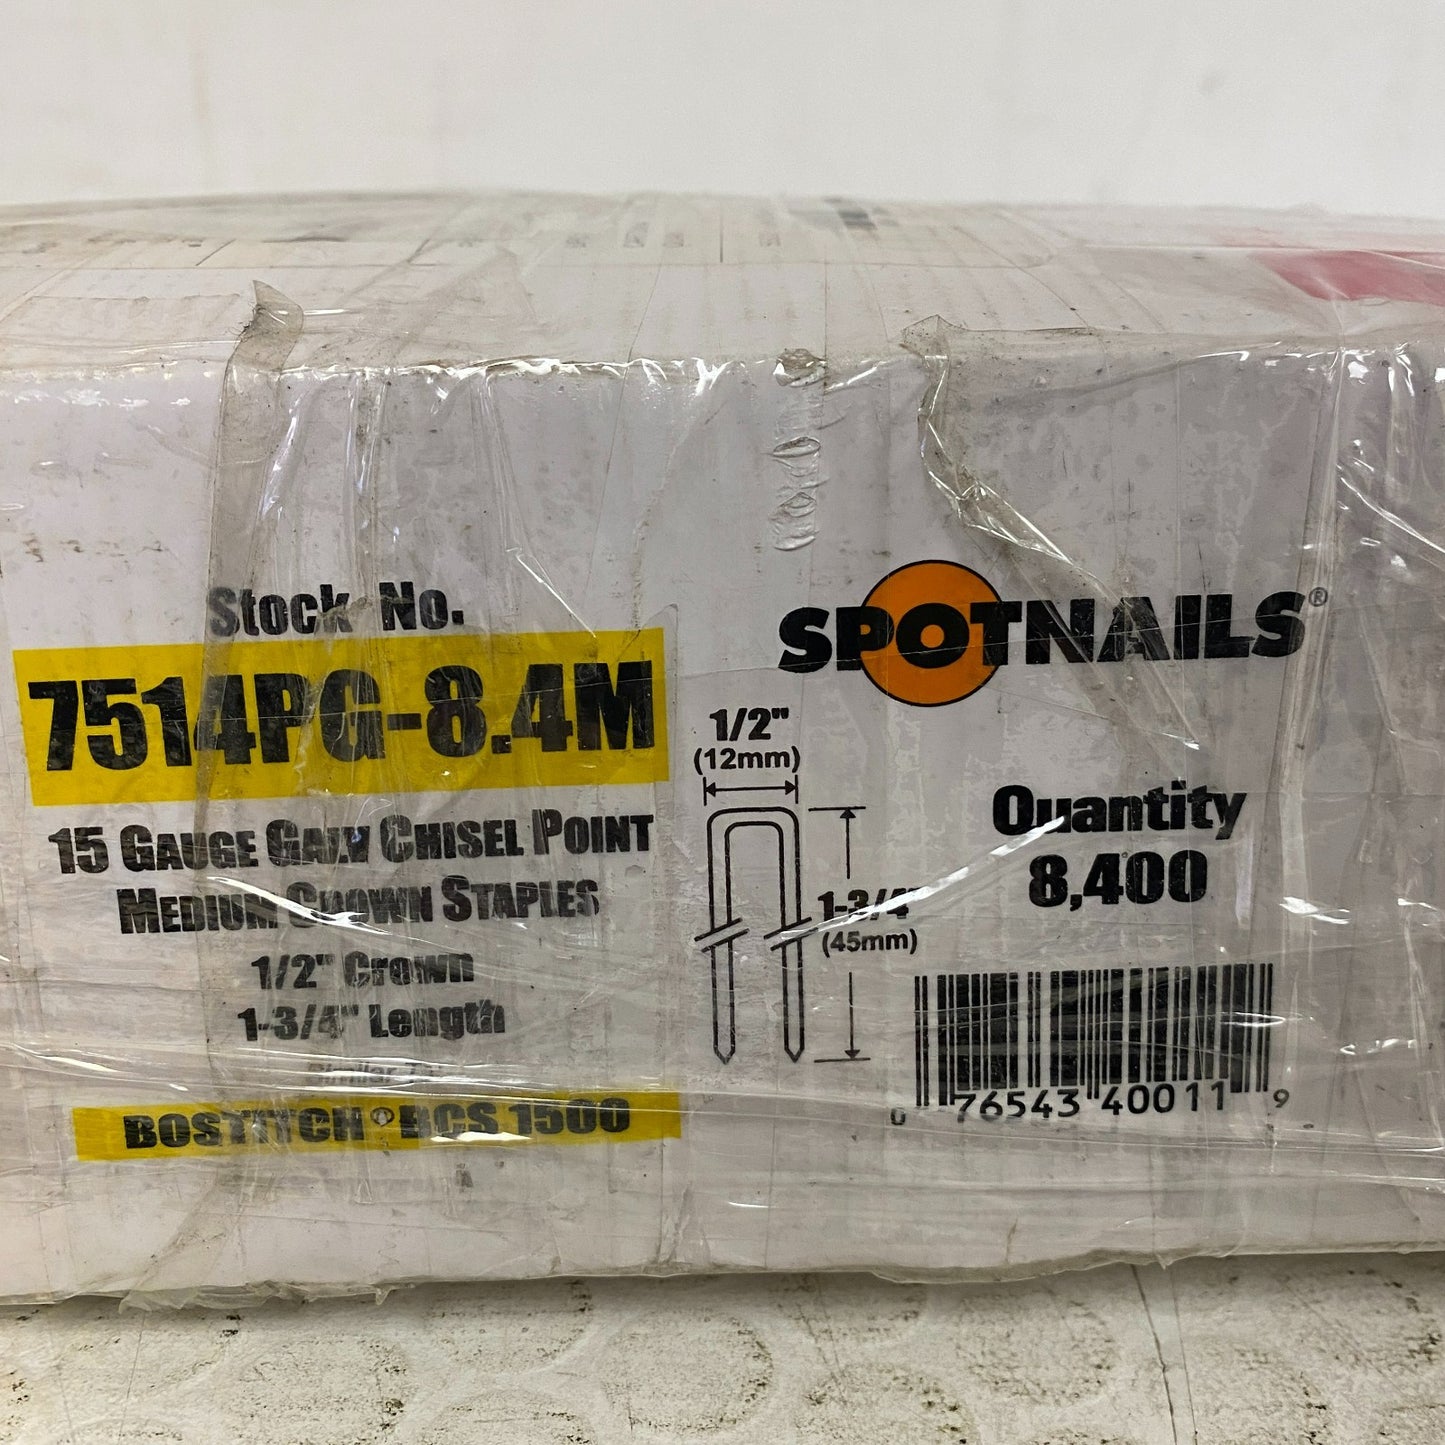 Stock No.
7514PG-8.4M
15 GAUGE GALV CHISEL POINT
MEDIUM CROWN STAPLES
1/2" Crown
1-3/4" Length
Similar To:
BOSTITCH® BCS 1500
SPOTNAILS®
1/2"
(12mm)
1-3/4"
(45mm)
Quantity
8,400
0 76543 40011 9